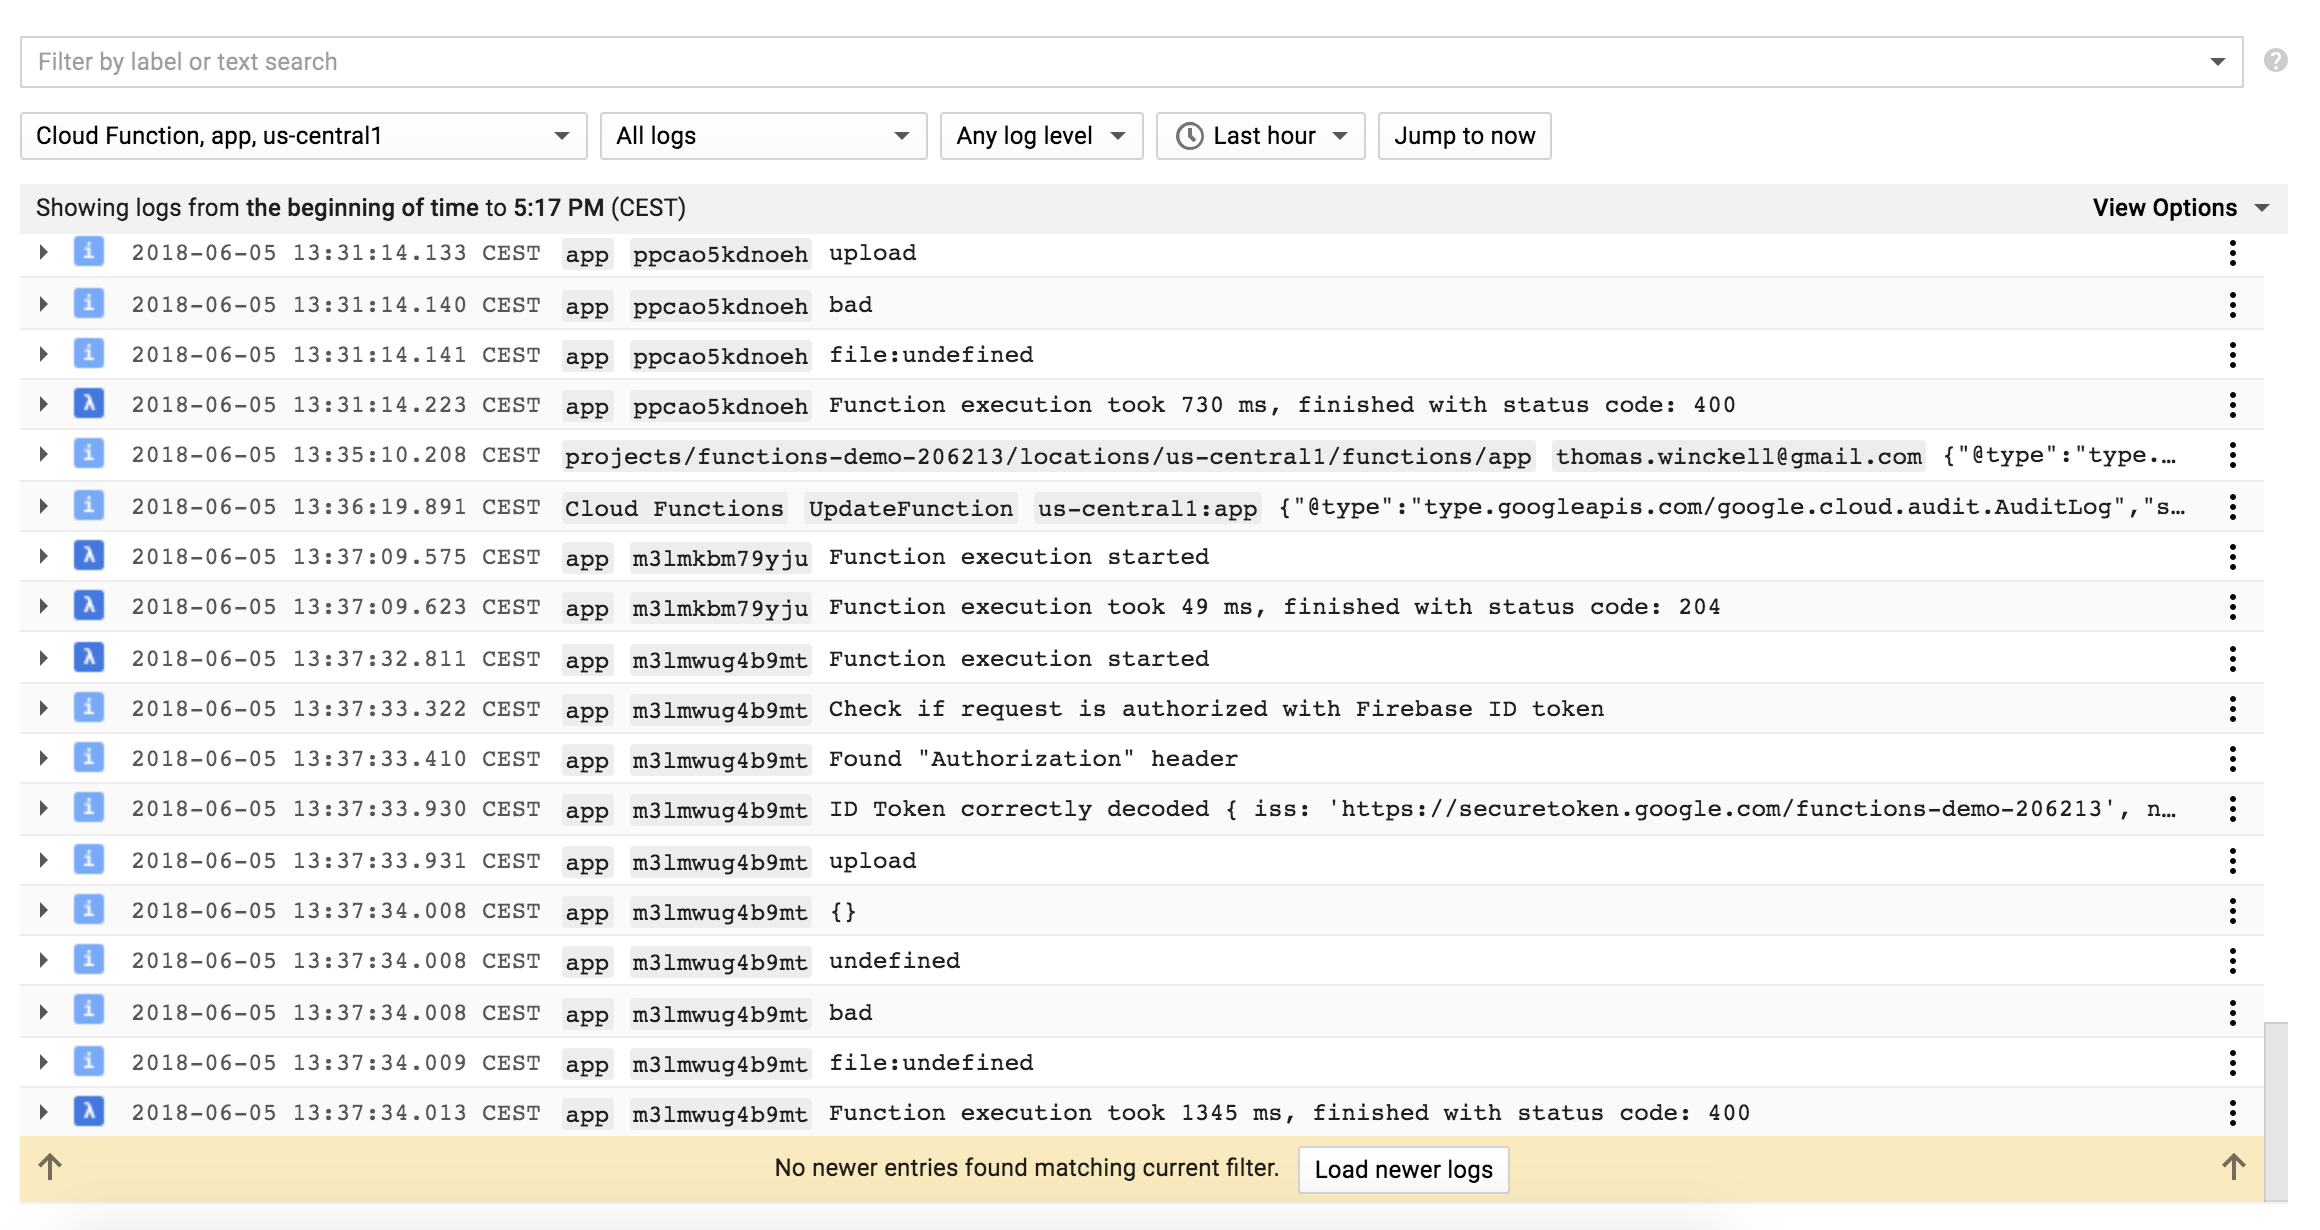 Filter by label or text search
Cloud Function, app, us-central1 All logs Any log level Last hour Jump to now
Showing logs from the beginning of time to 5:17 PM (CEST) View Options
i 2018-06-05 13:31:14.133 CEST app ppcao5kdnoeh upload
i 2018-06-05 13:31:14.140 CEST app ppcao5kdnoeh bad
i 2018-06-05 13:31:14.141 CEST app ppcao5kdnoeh file:undefined
λ 2018-06-05 13:31:14.223 CEST app ppcao5kdnoeh Function execution took 730 ms, finished with status code: 400
i 2018-06-05 13:35:10.208 CEST projects/functions-demo-206213/locations/us-central1/functions/app thomas.winckell@gmail.com {"@type":"type.…
i 2018-06-05 13:36:19.891 CEST Cloud Functions UpdateFunction us-central1:app {"@type":"type.googleapis.com/google.cloud.audit.AuditLog","s…
λ 2018-06-05 13:37:09.575 CEST app m3lmkbm79yju Function execution started
λ 2018-06-05 13:37:09.623 CEST app m3lmkbm79yju Function execution took 49 ms, finished with status code: 204
λ 2018-06-05 13:37:32.811 CEST app m3lmwug4b9mt Function execution started
i 2018-06-05 13:37:33.322 CEST app m3lmwug4b9mt Check if request is authorized with Firebase ID token
i 2018-06-05 13:37:33.410 CEST app m3lmwug4b9mt Found "Authorization" header
i 2018-06-05 13:37:33.930 CEST app m3lmwug4b9mt ID Token correctly decoded { iss: 'https://securetoken.google.com/functions-demo-206213', n…
i 2018-06-05 13:37:33.931 CEST app m3lmwug4b9mt upload
i 2018-06-05 13:37:34.008 CEST app m3lmwug4b9mt {}
i 2018-06-05 13:37:34.008 CEST app m3lmwug4b9mt undefined
i 2018-06-05 13:37:34.008 CEST app m3lmwug4b9mt bad
i 2018-06-05 13:37:34.009 CEST app m3lmwug4b9mt file:undefined
λ 2018-06-05 13:37:34.013 CEST app m3lmwug4b9mt Function execution took 1345 ms, finished with status code: 400
No newer entries found matching current filter. Load newer logs